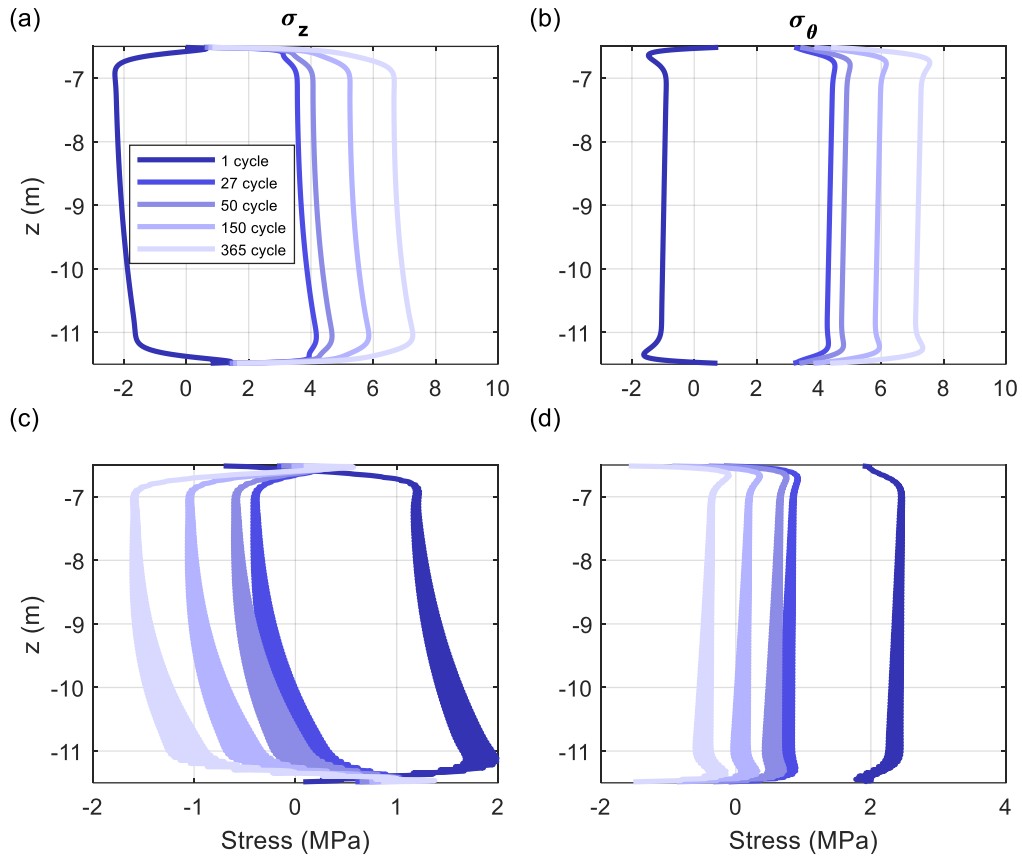 (a)
σz
(b)
σθ
-7
-8
-9
-10
-11
z (m)
1 cycle
27 cycle
50 cycle
150 cycle
365 cycle
-2 0 2 4 6 8 10
-7
-8
-9
-10
-11
-2 0 2 4 6 8 10
(c)
(d)
-7
-8
-9
-10
-11
z (m)
-2 -1 0 1 2
Stress (MPa)
-7
-8
-9
-10
-11
-2 0 2 4
Stress (MPa)